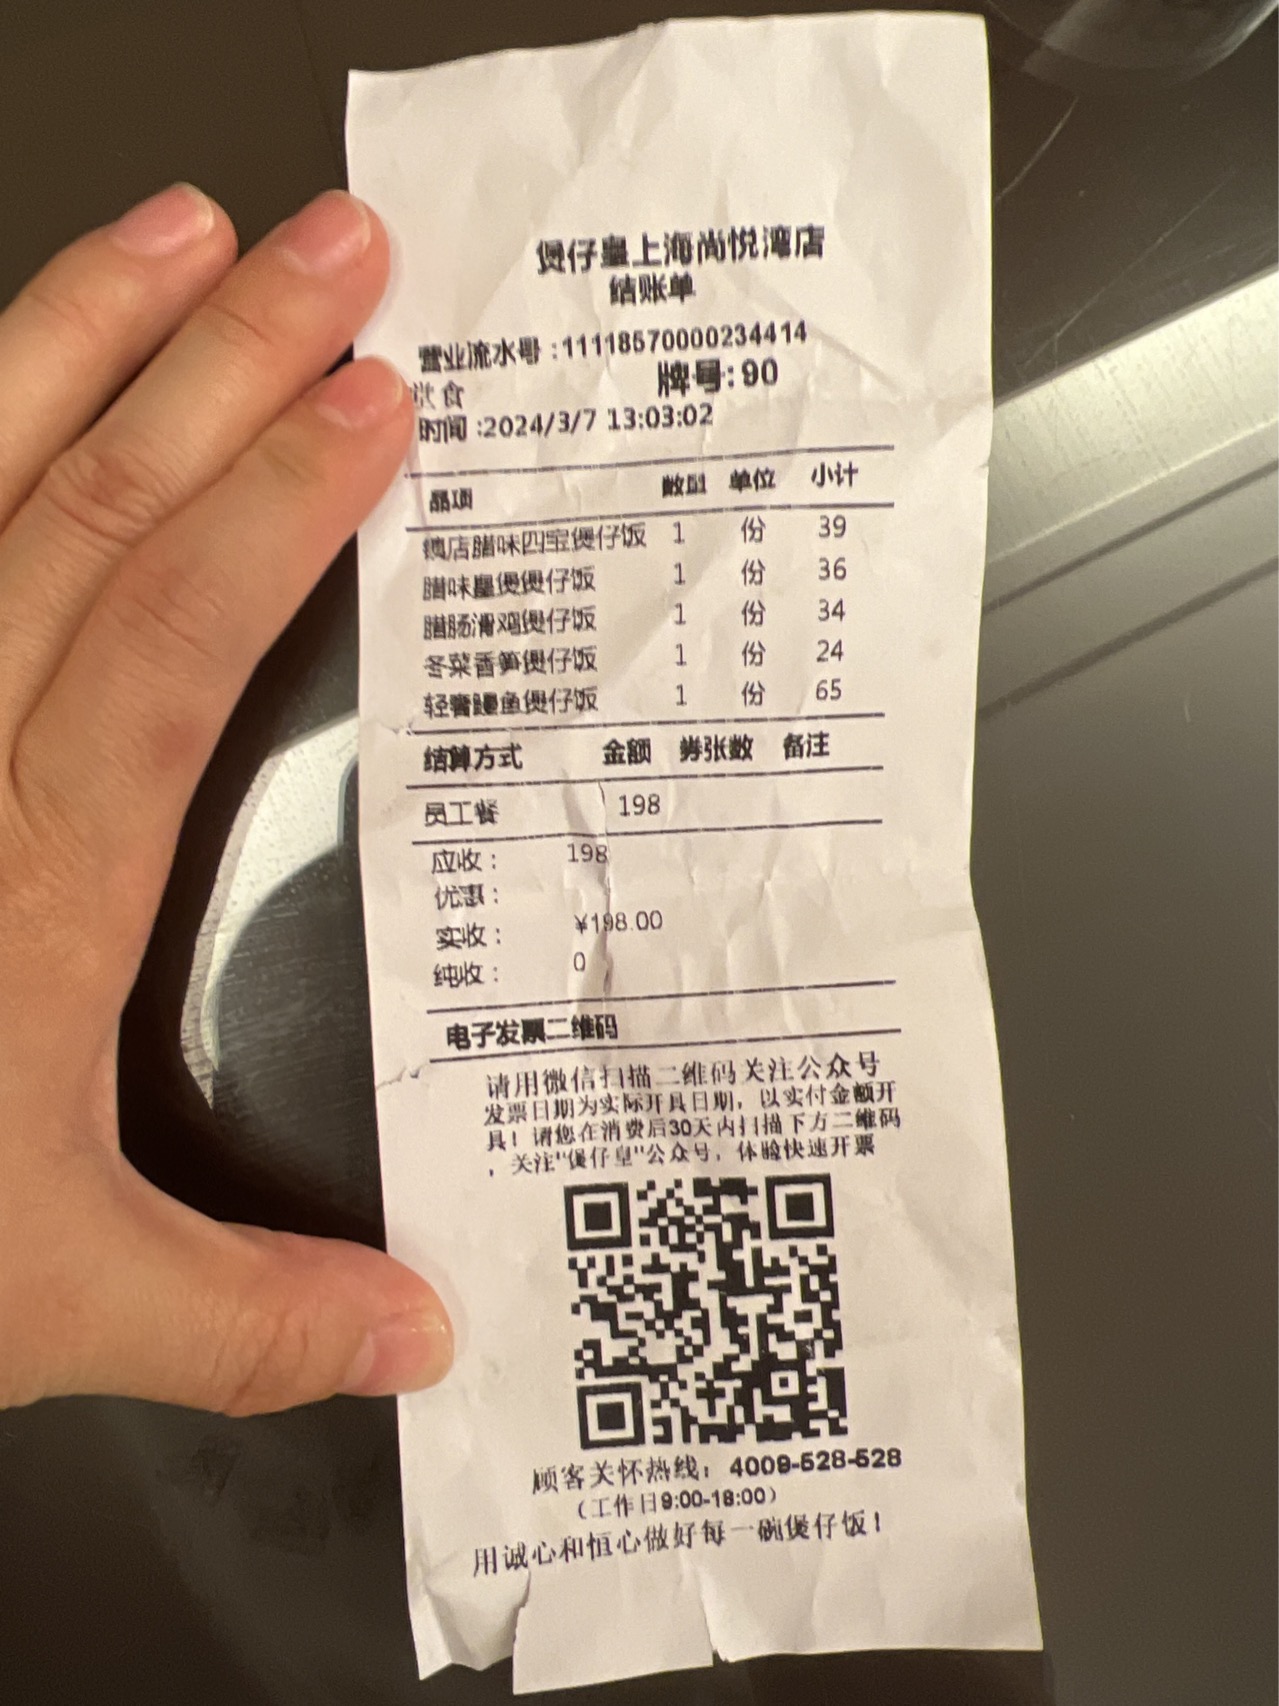 煲仔皇上海尚悦湾店
结账单
营业流水号:11118570000234414
堂食 牌号:90
时间:2024/3/7 13:03:02
品项 数量 单位 小计
镇店腊味四宝煲仔饭 1 份 39
腊味皇煲煲仔饭 1 份 36
腊肠滑鸡煲仔饭 1 份 34
冬菜香笋煲仔饭 1 份 24
轻奢鳗鱼煲仔饭 1 份 65
结算方式 金额 券张数 备注
员工餐 198
应收: 198
优惠:
实收: ¥198.00
纯收: 0
电子发票二维码
请用微信扫描二维码关注公众号
发票日期为实际开具日期，以实付金额开
具！请您在消费后30天内扫描下方二维码
，关注"煲仔皇"公众号，体验快速开票
顾客关怀热线：4009-528-528
（工作日9:00-18:00）
用诚心和恒心做好每一碗煲仔饭！